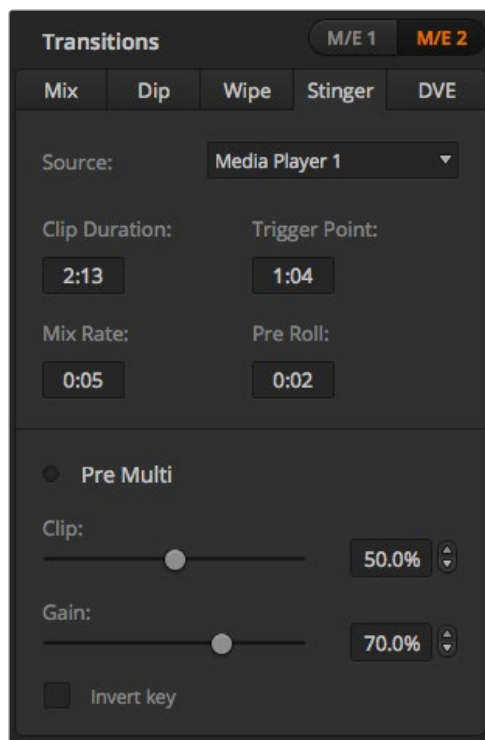 Transitions M/E 1 M/E 2
Mix Dip Wipe Stinger DVE
Source: Media Player 1
Clip Duration: Trigger Point:
2:13 1:04
Mix Rate: Pre Roll:
0:05 0:02
Pre Multi
Clip:
50.0%
Gain:
70.0%
Invert key